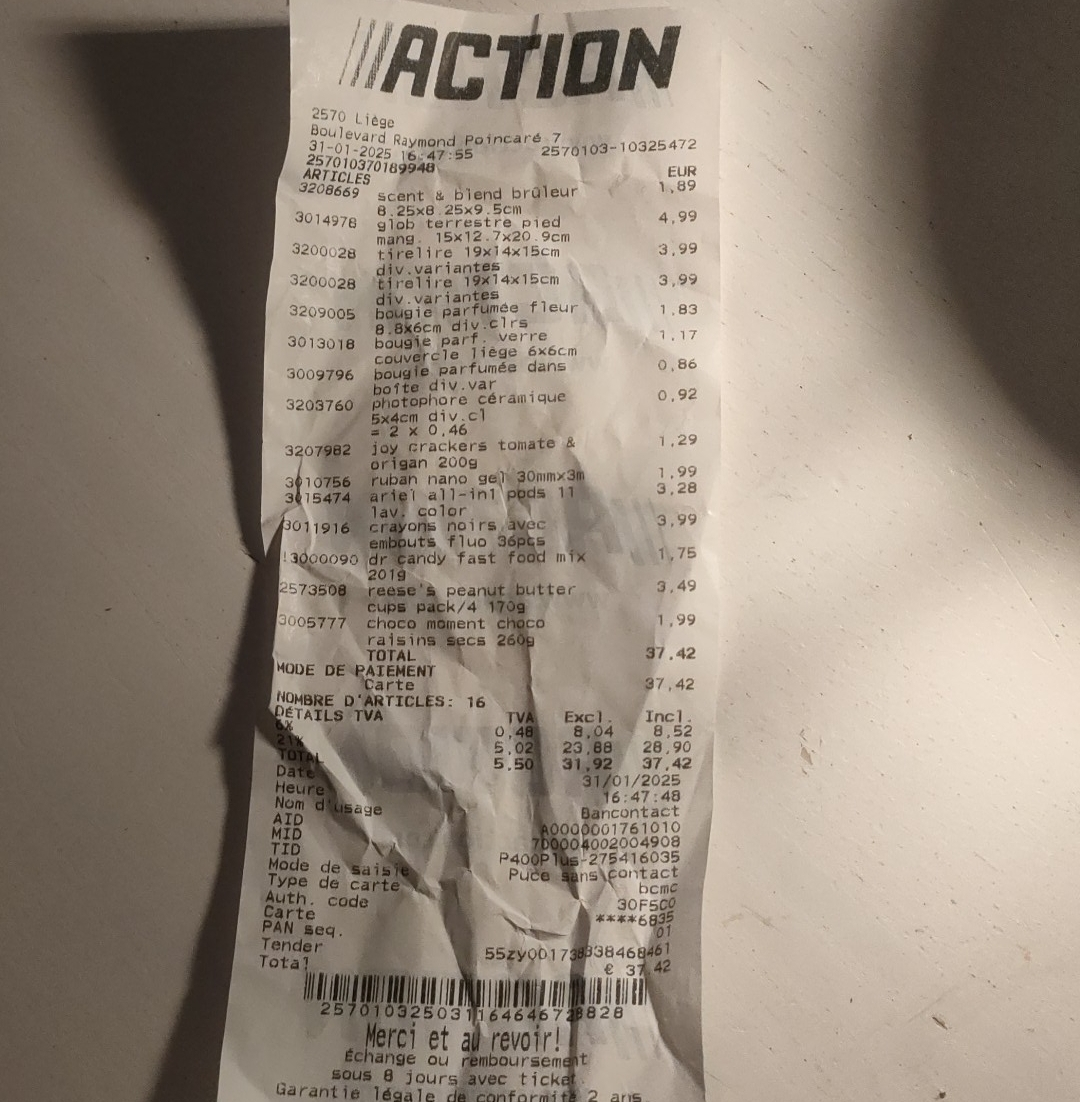 ACTION
2570 Liège
Boulevard Raymond Poincaré 7
31-01-2025 16:47:55 2570103-10325472
257010370189948
ARTICLES EUR
3208669 scent & blend brûleur 1,89
8.25x8.25x9.5cm
3014978 glob terrestre pied 4,99
mang. 15x12.7x20.9cm
3200028 tirelire 19x14x15cm 3,99
div.variantes
3200028 tirelire 19x14x15cm 3,99
div.variantes
3209005 bougie parfumée fleur 1,83
8.8x6cm div.clrs
3013018 bougie parf. verre 1,17
couvercle liège 6x6cm
3009796 bougie parfumée dans 0,86
boîte div.var
3203760 photophore céramique 0,92
5x4cm div.cl
= 2 x 0,46
3207982 joy crackers tomate & 1,29
origan 200g
3010756 ruban nano gel 30mmx3m 1,99
3015474 ariel all-in1 pods 11 3,28
lav. color
3011916 crayons noirs avec 3,99
embouts fluo 36pcs
!3000090 dr candy fast food mix 1,75
201g
2573508 reese's peanut butter 3,49
cups pack/4 170g
3005777 choco moment choco 1,99
raisins secs 260g
TOTAL 37,42
MODE DE PAIEMENT
Carte 37,42
NOMBRE D'ARTICLES: 16
DÉTAILS TVA TVA Excl. Incl.
6% 0,48 8,04 8,52
21% 5,02 23,88 28,90
TOTAL 5,50 31,92 37,42
Date 31/01/2025
Heure 16:47:48
Nom d'usage Bancontact
AID A0000001761010
MID 7D0004002004908
TID P400Plus-275416035
Mode de saisie Puce sans contact
Type de carte bcmc
Auth. code 30F5C0
Carte ****6835
PAN seq. 01
Tender 55zy001738338468461
Total € 37,42
Merci et au revoir!
Échange ou remboursement
sous 8 jours avec ticket.
Garantie légale de conformité 2 ans.